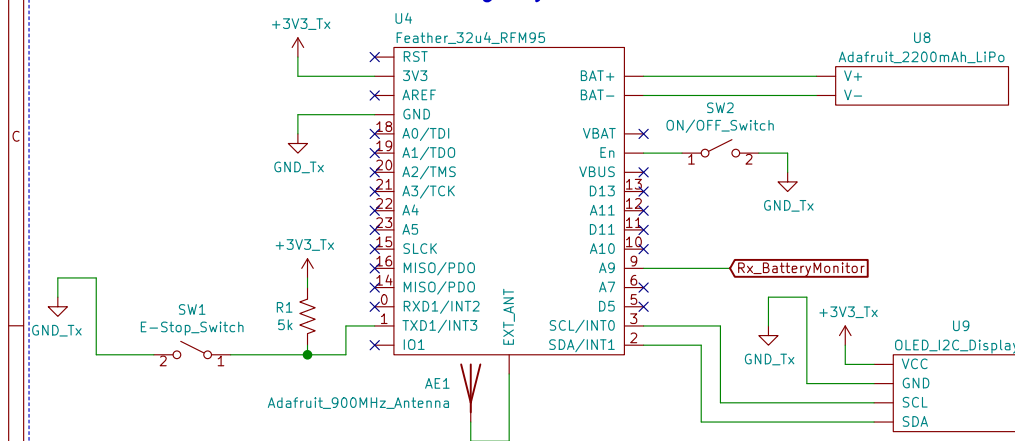 U4
Feather_32u4_RFM95
+3V3_Tx
RST
3V3
AREF
GND
18 A0/TDI
19 A1/TDO
20 A2/TMS
21 A3/TCK
22 A4
23 A5
15 SLCK
16 MISO/PDO
14 MISO/PDO
0 RXD1/INT2
1 TXD1/INT3
IO1
EXT_ANT
BAT+
BAT-
VBAT
En
VBUS
D13 13
A11 12
D11 11
A10 10
A9 9
A7 6
D5 5
SCL/INT0 3
SDA/INT1 2
U8
Adafruit_2200mAh_LiPo
V+
V-
SW2
ON/OFF_Switch
1 2
GND_Tx
C
GND_Tx
Rx_BatteryMonitor
+3V3_Tx
R1
5k
GND_Tx
SW1
E-Stop_Switch
2 1
AE1
Adafruit_900MHz_Antenna
GND_Tx
+3V3_Tx
U9
OLED_I2C_Display
VCC
GND
SCL
SDA